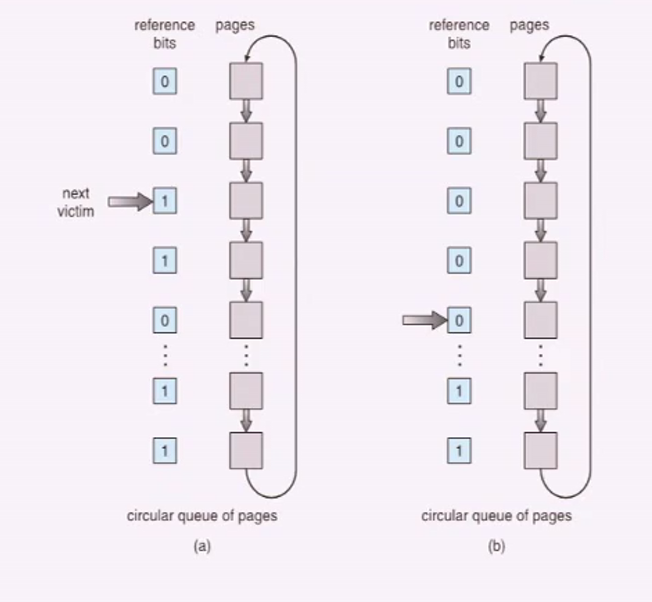 reference bits
pages
0
0
next victim
1
1
0
1
1
circular queue of pages
(a)
reference bits
pages
0
0
0
0
0
1
1
circular queue of pages
(b)